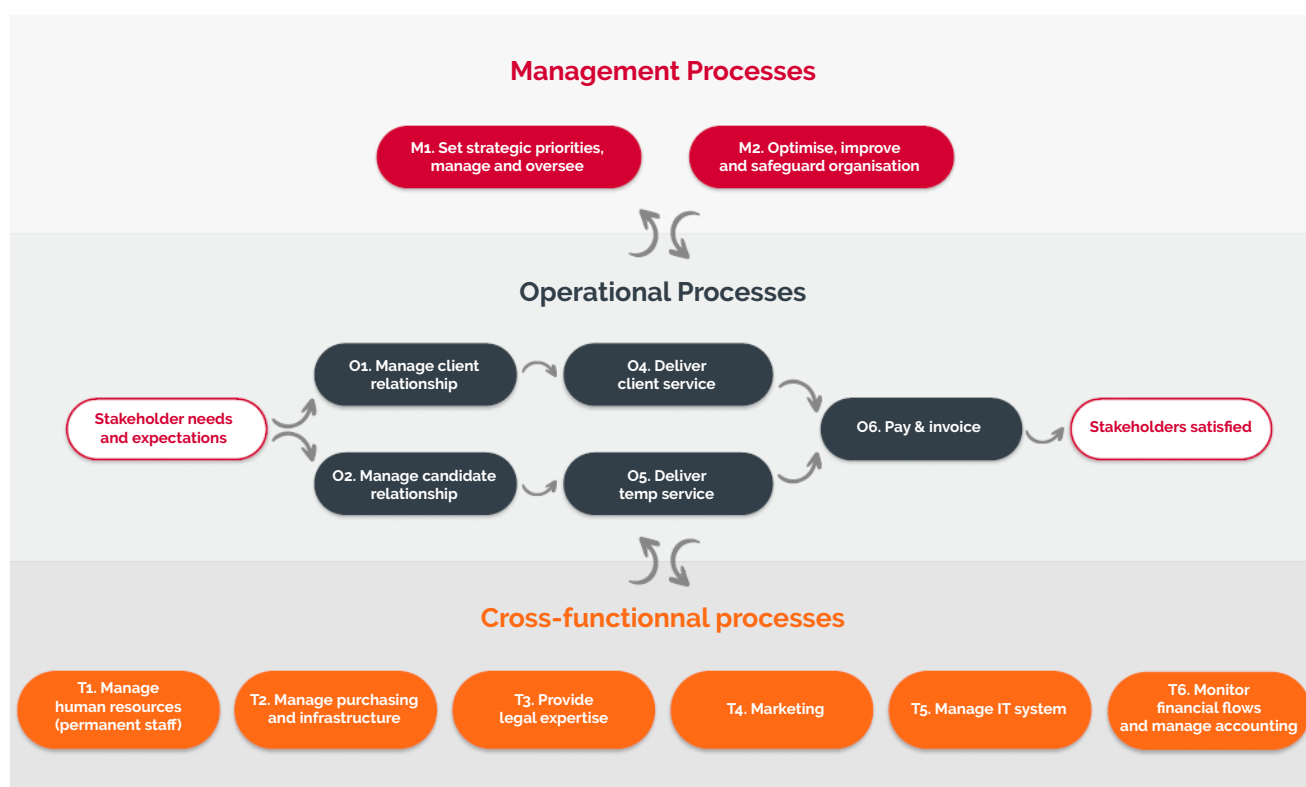 Management Processes
M1. Set strategic priorities,
manage and oversee
M2. Optimise, improve
and safeguard organisation
Operational Processes
Stakeholder needs
and expectations
O1. Manage client
relationship
O2. Manage candidate
relationship
O4. Deliver
client service
O5. Deliver
temp service
O6. Pay & invoice
Stakeholders satisfied
Cross-functionnal processes
T1. Manage
human resources
(permanent staff)
T2. Manage purchasing
and infrastructure
T3. Provide
legal expertise
T4. Marketing
T5. Manage IT system
T6. Monitor
financial flows
and manage accounting